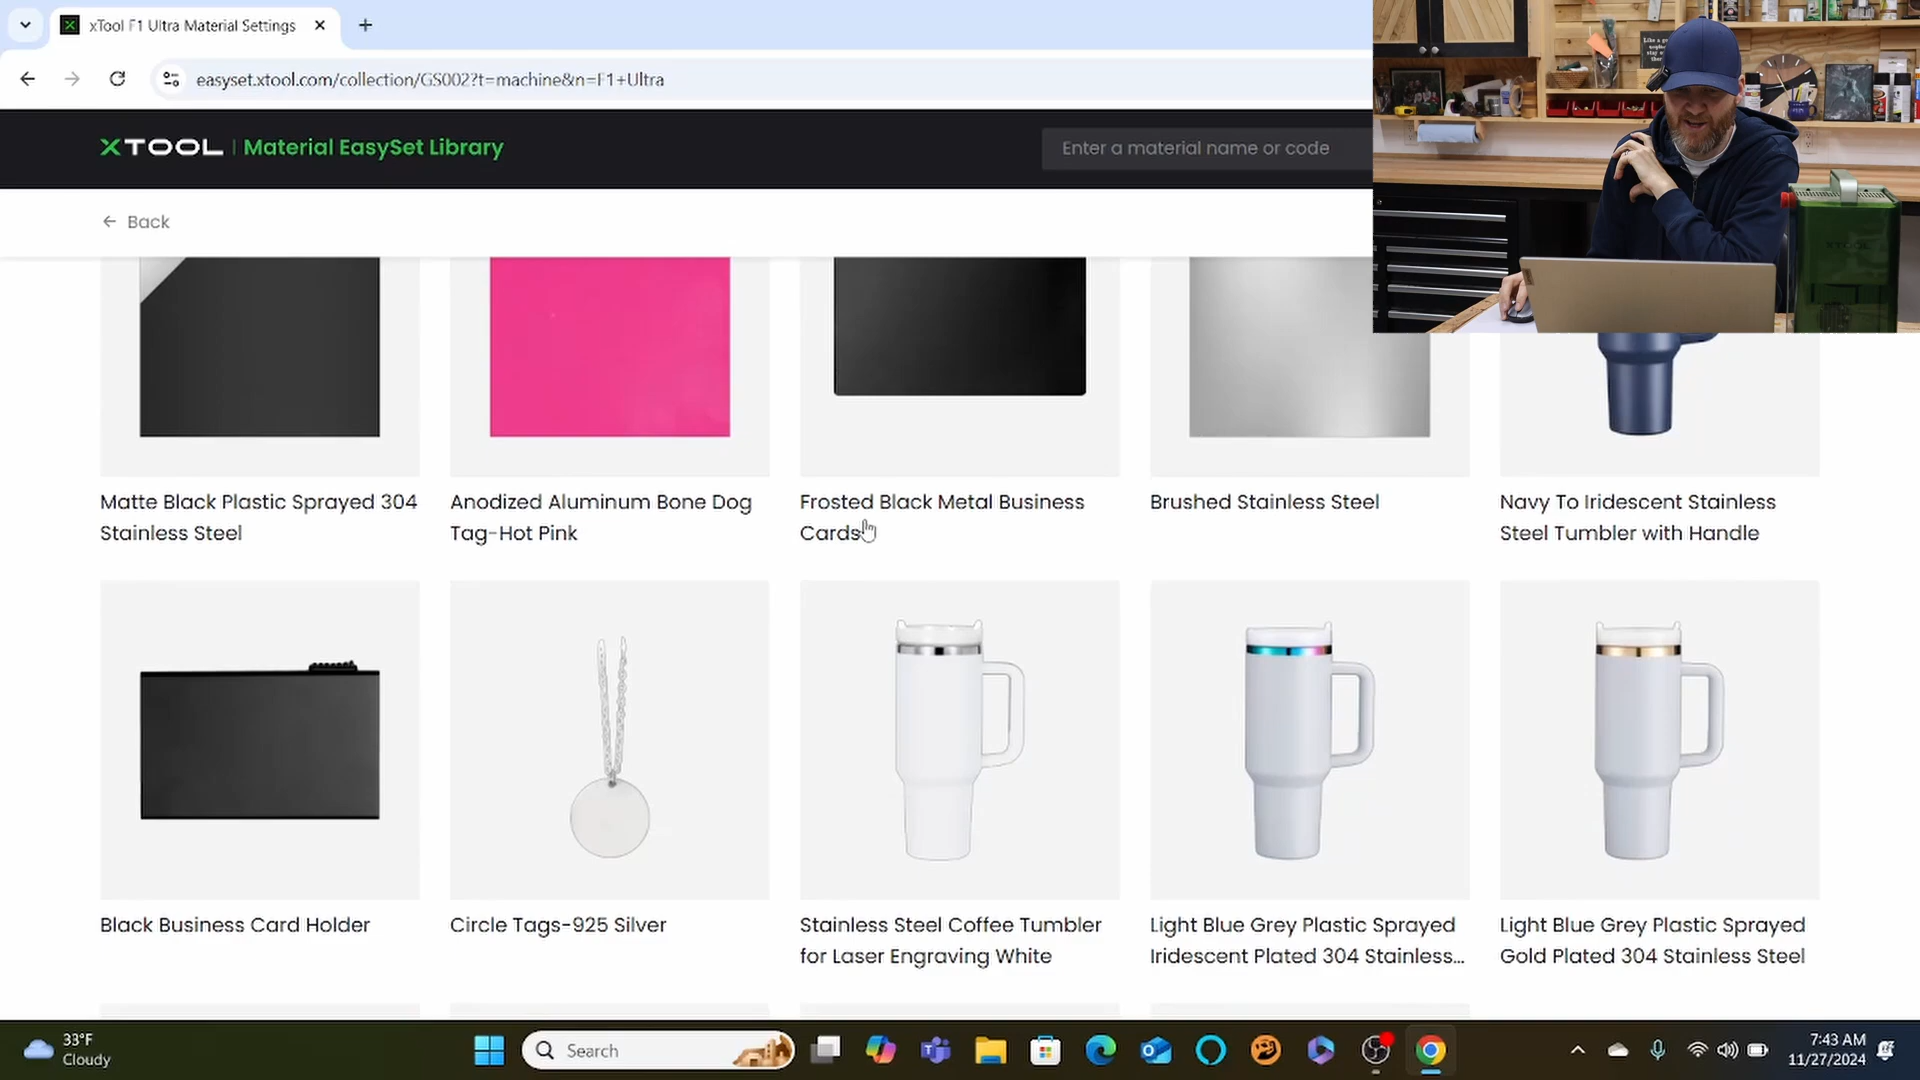 xTool F1 Ultra Material Settings
easyset.xtool.com/collection/GS002?t=machine&n=F1+Ultra
XTOOL | Material EasySet Library
Enter a material name or code
Back
Matte Black Plastic Sprayed 304
Stainless Steel
Anodized Aluminum Bone Dog
Tag-Hot Pink
Frosted Black Metal Business
Cards
Brushed Stainless Steel
Navy To Iridescent Stainless
Steel Tumbler with Handle
Black Business Card Holder
Circle Tags-925 Silver
Stainless Steel Coffee Tumbler
for Laser Engraving White
Light Blue Grey Plastic Sprayed
Iridescent Plated 304 Stainless...
Light Blue Grey Plastic Sprayed
Gold Plated 304 Stainless Steel
33°F
Cloudy
Search
7:43 AM
11/27/2024